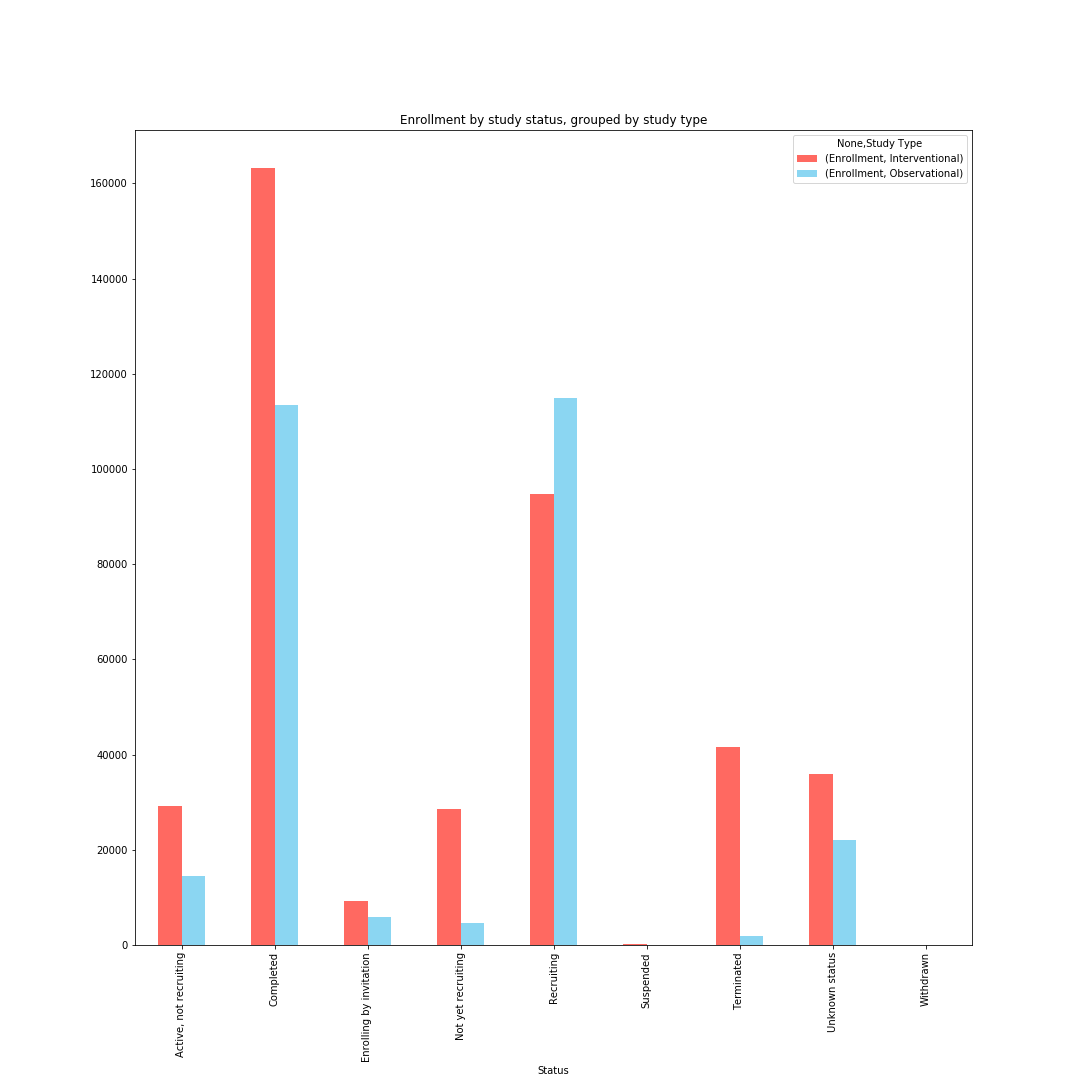 Enrollment by study status, grouped by study type
None,Study Type
(Enrollment, Interventional)
(Enrollment, Observational)
160000
140000
120000
100000
80000
60000
40000
20000
0
Active, not recruiting
Completed
Enrolling by invitation
Not yet recruiting
Recruiting
Suspended
Terminated
Unknown status
Withdrawn
Status